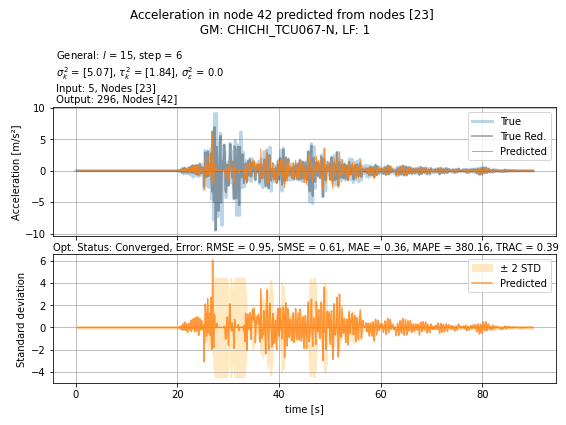 Acceleration in node 42 predicted from nodes [23]
GM: CHICHI_TCU067-N, LF: 1
General: l = 15, step = 6
σ²ₖ = [5.07], τ²ₖ = [1.84], σ²ε = 0.0
Input: 5, Nodes [23]
Output: 296, Nodes [42]
Acceleration [m/s²]
10
5
0
−5
−10
True
True Red.
Predicted
Opt. Status: Converged, Error: RMSE = 0.95, SMSE = 0.61, MAE = 0.36, MAPE = 380.16, TRAC = 0.39
Standard deviation
6
4
2
0
−2
−4
± 2 STD
Predicted
0 20 40 60 80
time [s]